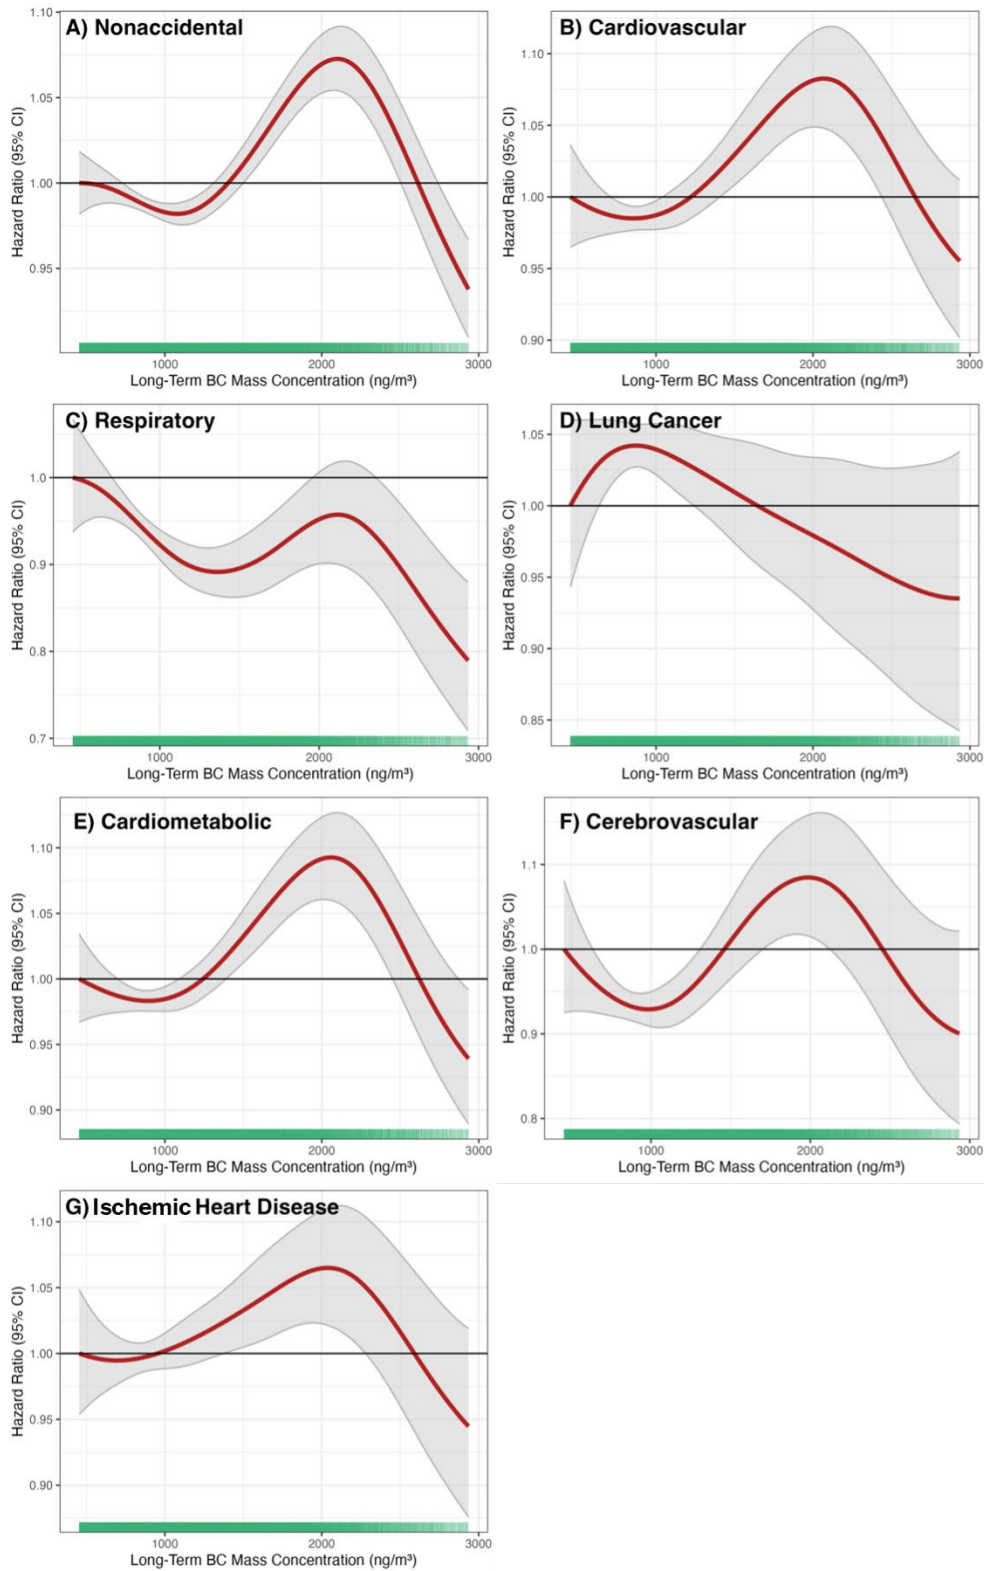 A) Nonaccidental
1.10
1.05
1.00
0.95
Hazard Ratio (95% CI)
1000
2000
3000
Long-Term BC Mass Concentration (ng/m³)
B) Cardiovascular
1.10
1.05
1.00
0.95
0.90
Hazard Ratio (95% CI)
1000
2000
3000
Long-Term BC Mass Concentration (ng/m³)
C) Respiratory
1.0
0.9
0.8
0.7
Hazard Ratio (95% CI)
1000
2000
3000
Long-Term BC Mass Concentration (ng/m³)
D) Lung Cancer
1.05
1.00
0.95
0.90
0.85
Hazard Ratio (95% CI)
1000
2000
3000
Long-Term BC Mass Concentration (ng/m³)
E) Cardiometabolic
1.10
1.05
1.00
0.95
0.90
Hazard Ratio (95% CI)
1000
2000
3000
Long-Term BC Mass Concentration (ng/m³)
F) Cerebrovascular
1.1
1.0
0.9
0.8
Hazard Ratio (95% CI)
1000
2000
3000
Long-Term BC Mass Concentration (ng/m³)
G) Ischemic Heart Disease
1.10
1.05
1.00
0.95
0.90
Hazard Ratio (95% CI)
1000
2000
3000
Long-Term BC Mass Concentration (ng/m³)